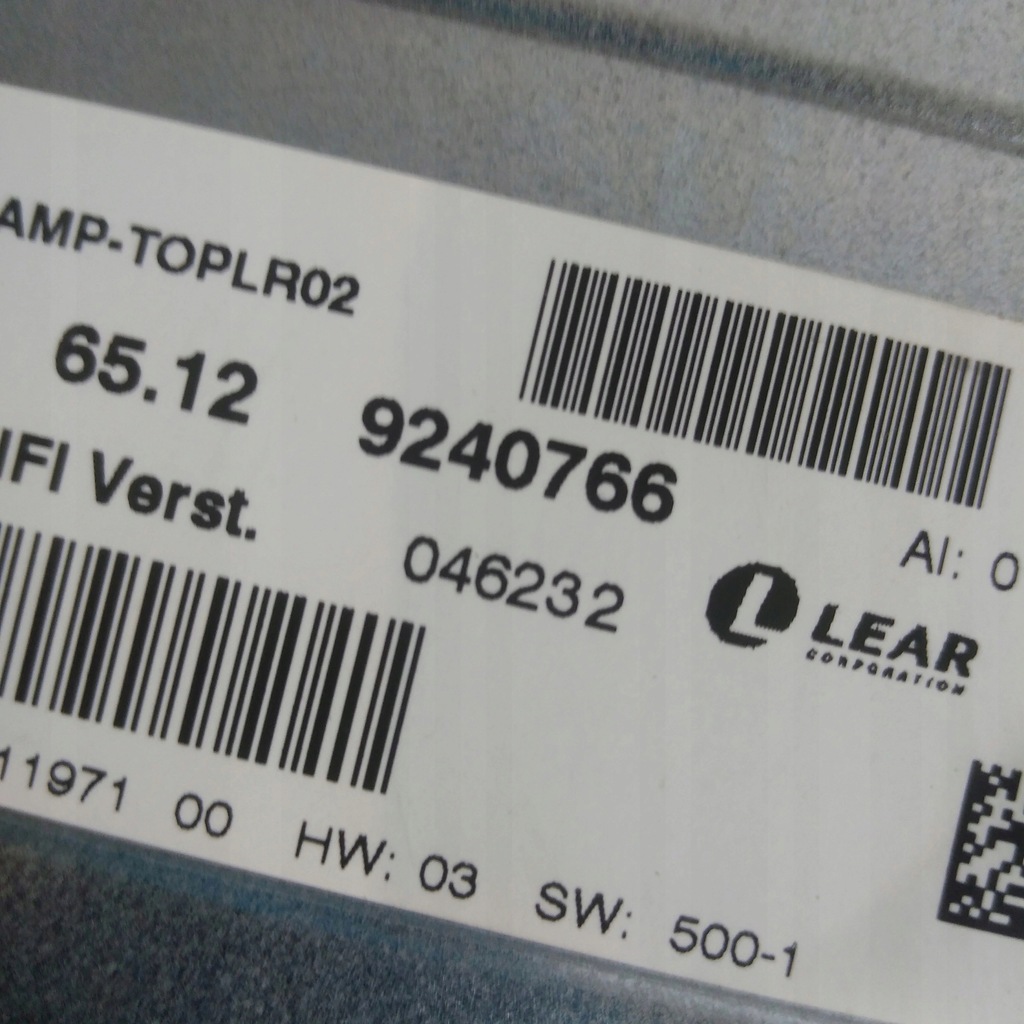 AMP-TOPLR02
65.12 9240766
IFI Verst.
046232
AI: 0
LEAR
CORPORATION
11971 00 HW: 03 SW: 500-1